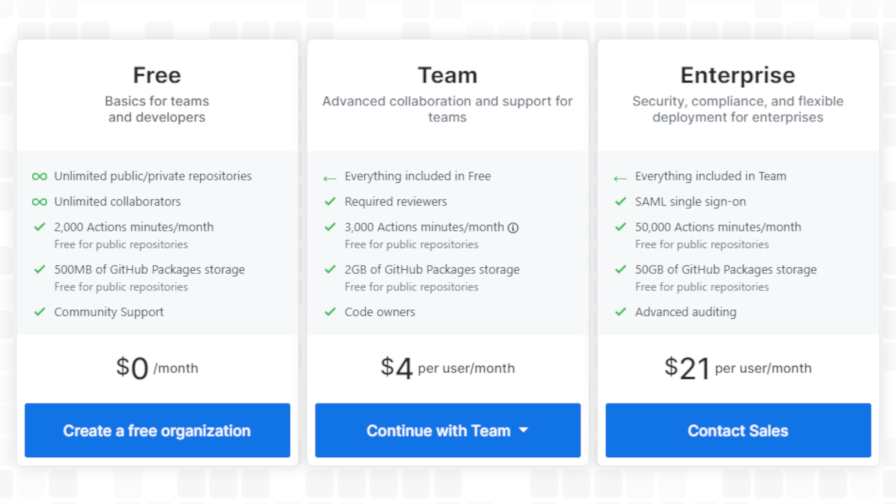 Free
Basics for teams
and developers
Unlimited public/private repositories
Unlimited collaborators
2,000 Actions minutes/month
Free for public repositories
500MB of GitHub Packages storage
Free for public repositories
Community Support
$0 /month
Create a free organization
Team
Advanced collaboration and support for
teams
Everything included in Free
Required reviewers
3,000 Actions minutes/month
Free for public repositories
2GB of GitHub Packages storage
Free for public repositories
Code owners
$4 per user/month
Continue with Team
Enterprise
Security, compliance, and flexible
deployment for enterprises
Everything included in Team
SAML single sign-on
50,000 Actions minutes/month
Free for public repositories
50GB of GitHub Packages storage
Free for public repositories
Advanced auditing
$21 per user/month
Contact Sales